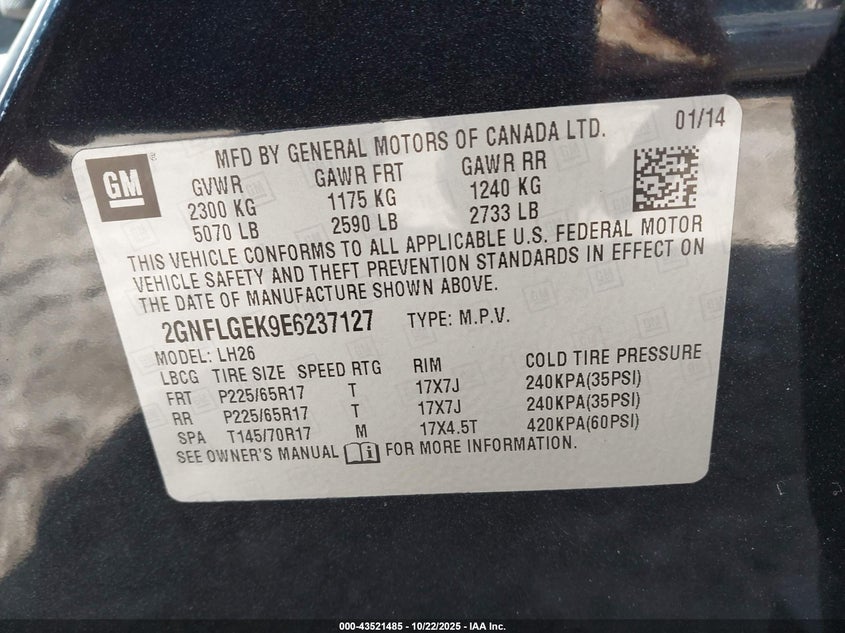 GM
MFD BY GENERAL MOTORS OF CANADA LTD. 01/14
GVWR GAWR FRT GAWR RR
2300 KG 1175 KG 1240 KG
5070 LB 2590 LB 2733 LB
THIS VEHICLE CONFORMS TO ALL APPLICABLE U.S. FEDERAL MOTOR
VEHICLE SAFETY AND THEFT PREVENTION STANDARDS IN EFFECT ON
THE DATE OF MANUFACTURE SHOWN ABOVE.
2GNFLGEK9E6237127 TYPE: M.P.V.
MODEL: LH26
LBCG TIRE SIZE SPEED RTG RIM COLD TIRE PRESSURE
FRT P225/65R17 T 17X7J 240KPA(35PSI)
RR P225/65R17 T 17X7J 240KPA(35PSI)
SPA T145/70R17 M 17X4.5T 420KPA(60PSI)
SEE OWNER'S MANUAL i FOR MORE INFORMATION.
000-43521485 - 10/22/2025 - IAA Inc.